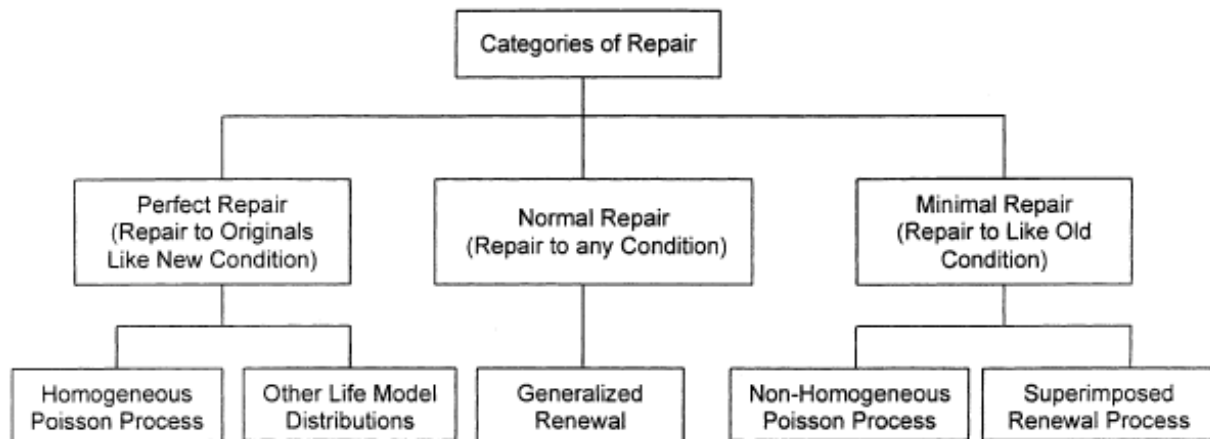 Categories of Repair
Perfect Repair
(Repair to Originals
Like New Condition)
Normal Repair
(Repair to any Condition)
Minimal Repair
(Repair to Like Old
Condition)
Homogeneous
Poisson Process
Other Life Model
Distributions
Generalized
Renewal
Non-Homogeneous
Poisson Process
Superimposed
Renewal Process